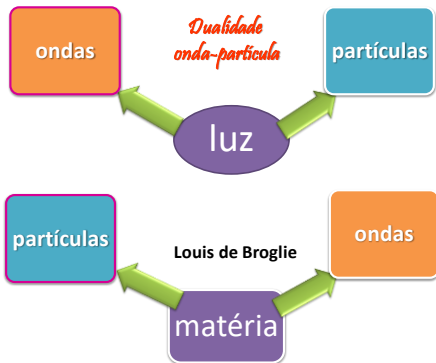 ondas
Dualidade
onda-partícula
partículas
luz
partículas
Louis de Broglie
ondas
matéria